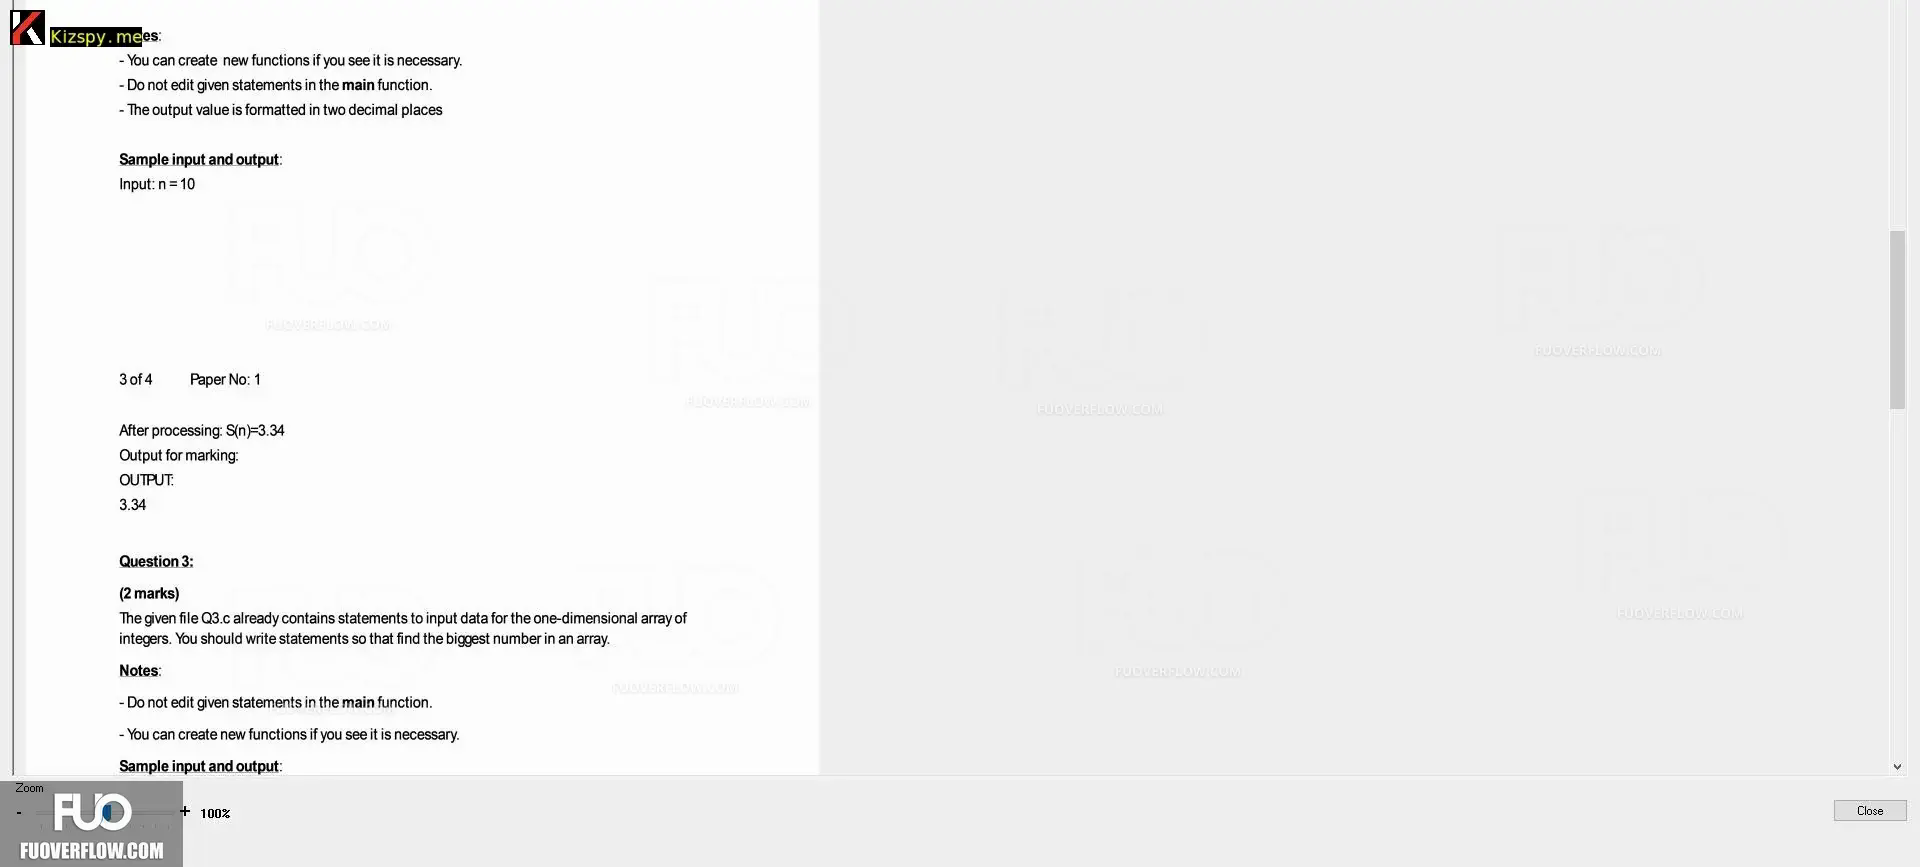 Kizspy.me
es:
- You can create  new functions if you see it is necessary.
- Do not edit given statements in the main function.
- The output value is formatted in two decimal places
Sample input and output:
Input: n = 10
FUOVERFLOW.COM
FUOVERFLOW.COM
3 of 4 Paper No: 1
FUOVERFLOW.COM
FUOVERFLOW.COM
After processing: S(n)=3.34
Output for marking:
OUTPUT:
3.34
Question 3:
(2 marks)
The given file Q3.c already contains statements to input data for the one-dimensional array of
integers. You should write statements so that find the biggest number in an array.
FUOVERFLOW.COM
Notes:
FUOVERFLOW.COM
FUOVERFLOW.COM
- Do not edit given statements in the main function.
- You can create new functions if you see it is necessary.
Sample input and output:
Zoom
- + 100%
Close
FUO
FUOVERFLOW.COM